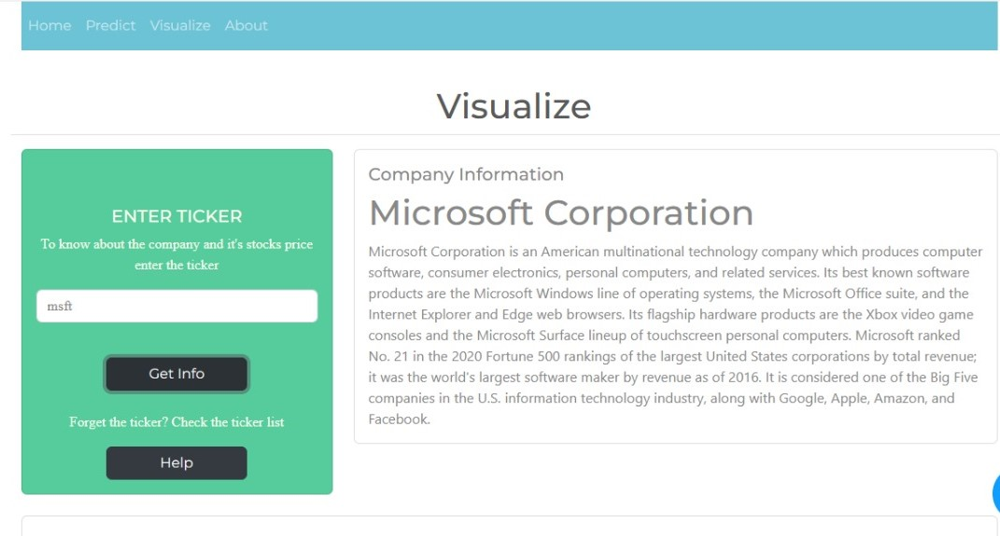 Home Predict Visualize About
Visualize
ENTER TICKER
To know about the company and it's stocks price
enter the ticker
msft
Get Info
Forget the ticker? Check the ticker list
Help
Company Information
Microsoft Corporation
Microsoft Corporation is an American multinational technology company which produces computer
software, consumer electronics, personal computers, and related services. Its best known software
products are the Microsoft Windows line of operating systems, the Microsoft Office suite, and the
Internet Explorer and Edge web browsers. Its flagship hardware products are the Xbox video game
consoles and the Microsoft Surface lineup of touchscreen personal computers. Microsoft ranked
No. 21 in the 2020 Fortune 500 rankings of the largest United States corporations by total revenue;
it was the world's largest software maker by revenue as of 2016. It is considered one of the Big Five
companies in the U.S. information technology industry, along with Google, Apple, Amazon, and
Facebook.